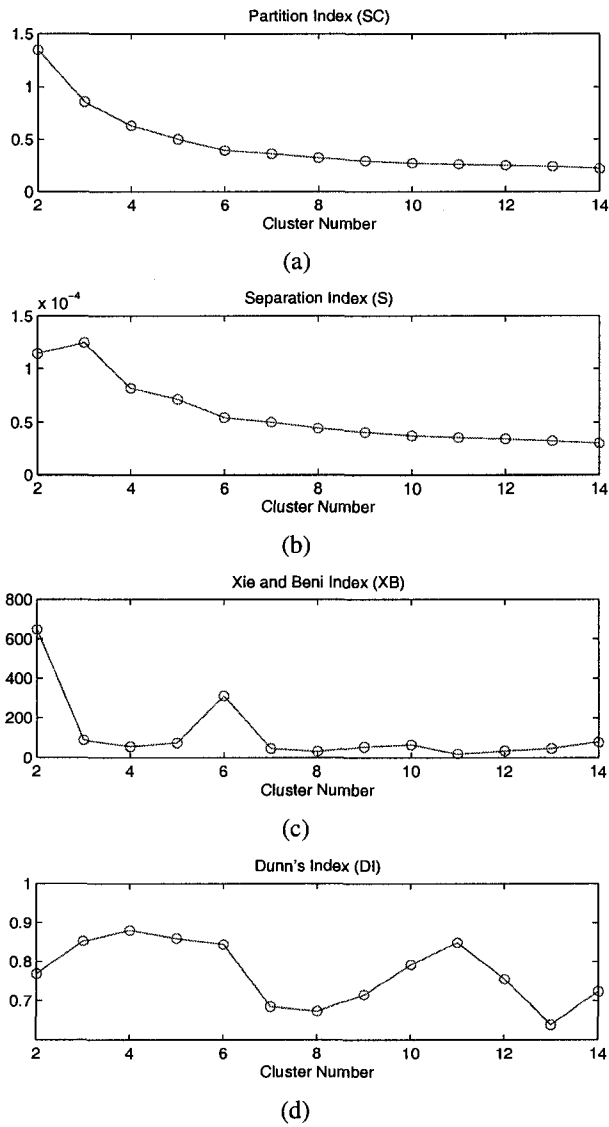 Partition Index (SC)
1.5
1
0.5
0
2 4 6 8 10 12 14
Cluster Number
(a)
x 10⁻⁴
Separation Index (S)
1.5
1
0.5
0
2 4 6 8 10 12 14
Cluster Number
(b)
Xie and Beni Index (XB)
800
600
400
200
0
2 4 6 8 10 12 14
Cluster Number
(c)
Dunn's Index (DI)
1
0.9
0.8
0.7
2 4 6 8 10 12 14
Cluster Number
(d)